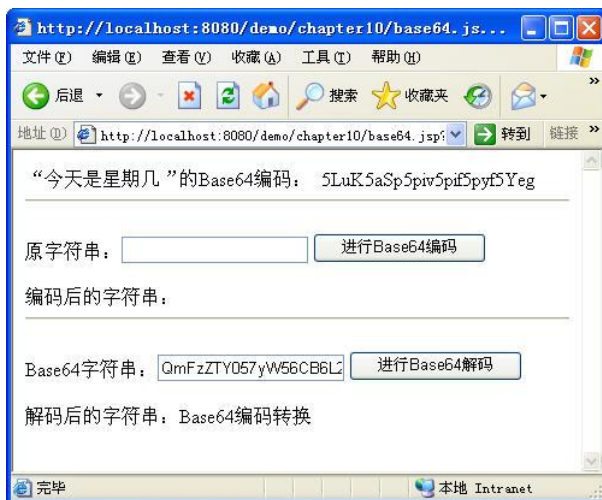 http://localhost:8080/demo/chapter10/base64.js...
文件(F) 编辑(E) 查看(V) 收藏(A) 工具(T) 帮助(H)
后退 搜索 收藏夹 »
地址(D) http://localhost:8080/demo/chapter10/base64.jsp? 转到 链接 »
“今天是星期几 ”的Base64编码： 5LuK5aSp5piv5pif5pyf5Yeg
原字符串： 进行Base64编码
编码后的字符串：
Base64字符串： QmFzZTY057yW56CB6L2 进行Base64解码
解码后的字符串：Base64编码转换
完毕 本地 Intranet